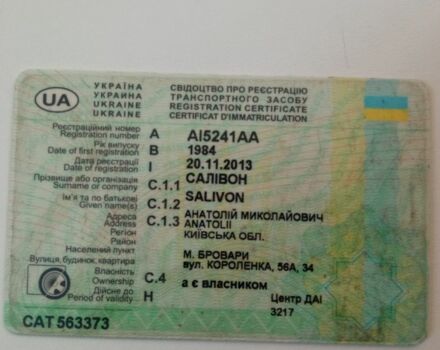 UA
УКРАЇНА
УКРАИНА
UKRAINE
UKRAINE
СВІДОЦТВО ПРО РЕЄСТРАЦІЮ
ТРАНСПОРТНОГО ЗАСОБУ
REGISTRATION CERTIFICATE
CERTIFICAT D'IMMATRICULATION
Реєстраційний номер
Registration number A AI5241AA
Рік випуску
Date of first registration B 1984
Дата реєстрації
Date of registration I 20.11.2013
Прізвище або організація
Surname or company C.1.1 САЛІВОН
SALIVON
Ім'я та по батькові
Given name(s) C.1.2 АНАТОЛІЙ МИКОЛАЙОВИЧ
ANATOLII
Адреса
Address C.1.3
Регіон КИЇВСЬКА ОБЛ.
Район
Населений пункт М. БРОВАРИ
Вулиця, будинок, квартира вул. КОРОЛЕНКА, 56А, 34
Власність
Ownership C.4 а є власником
Дійсне до
Period of validity H
Центр ДАІ
3217
САТ 563373